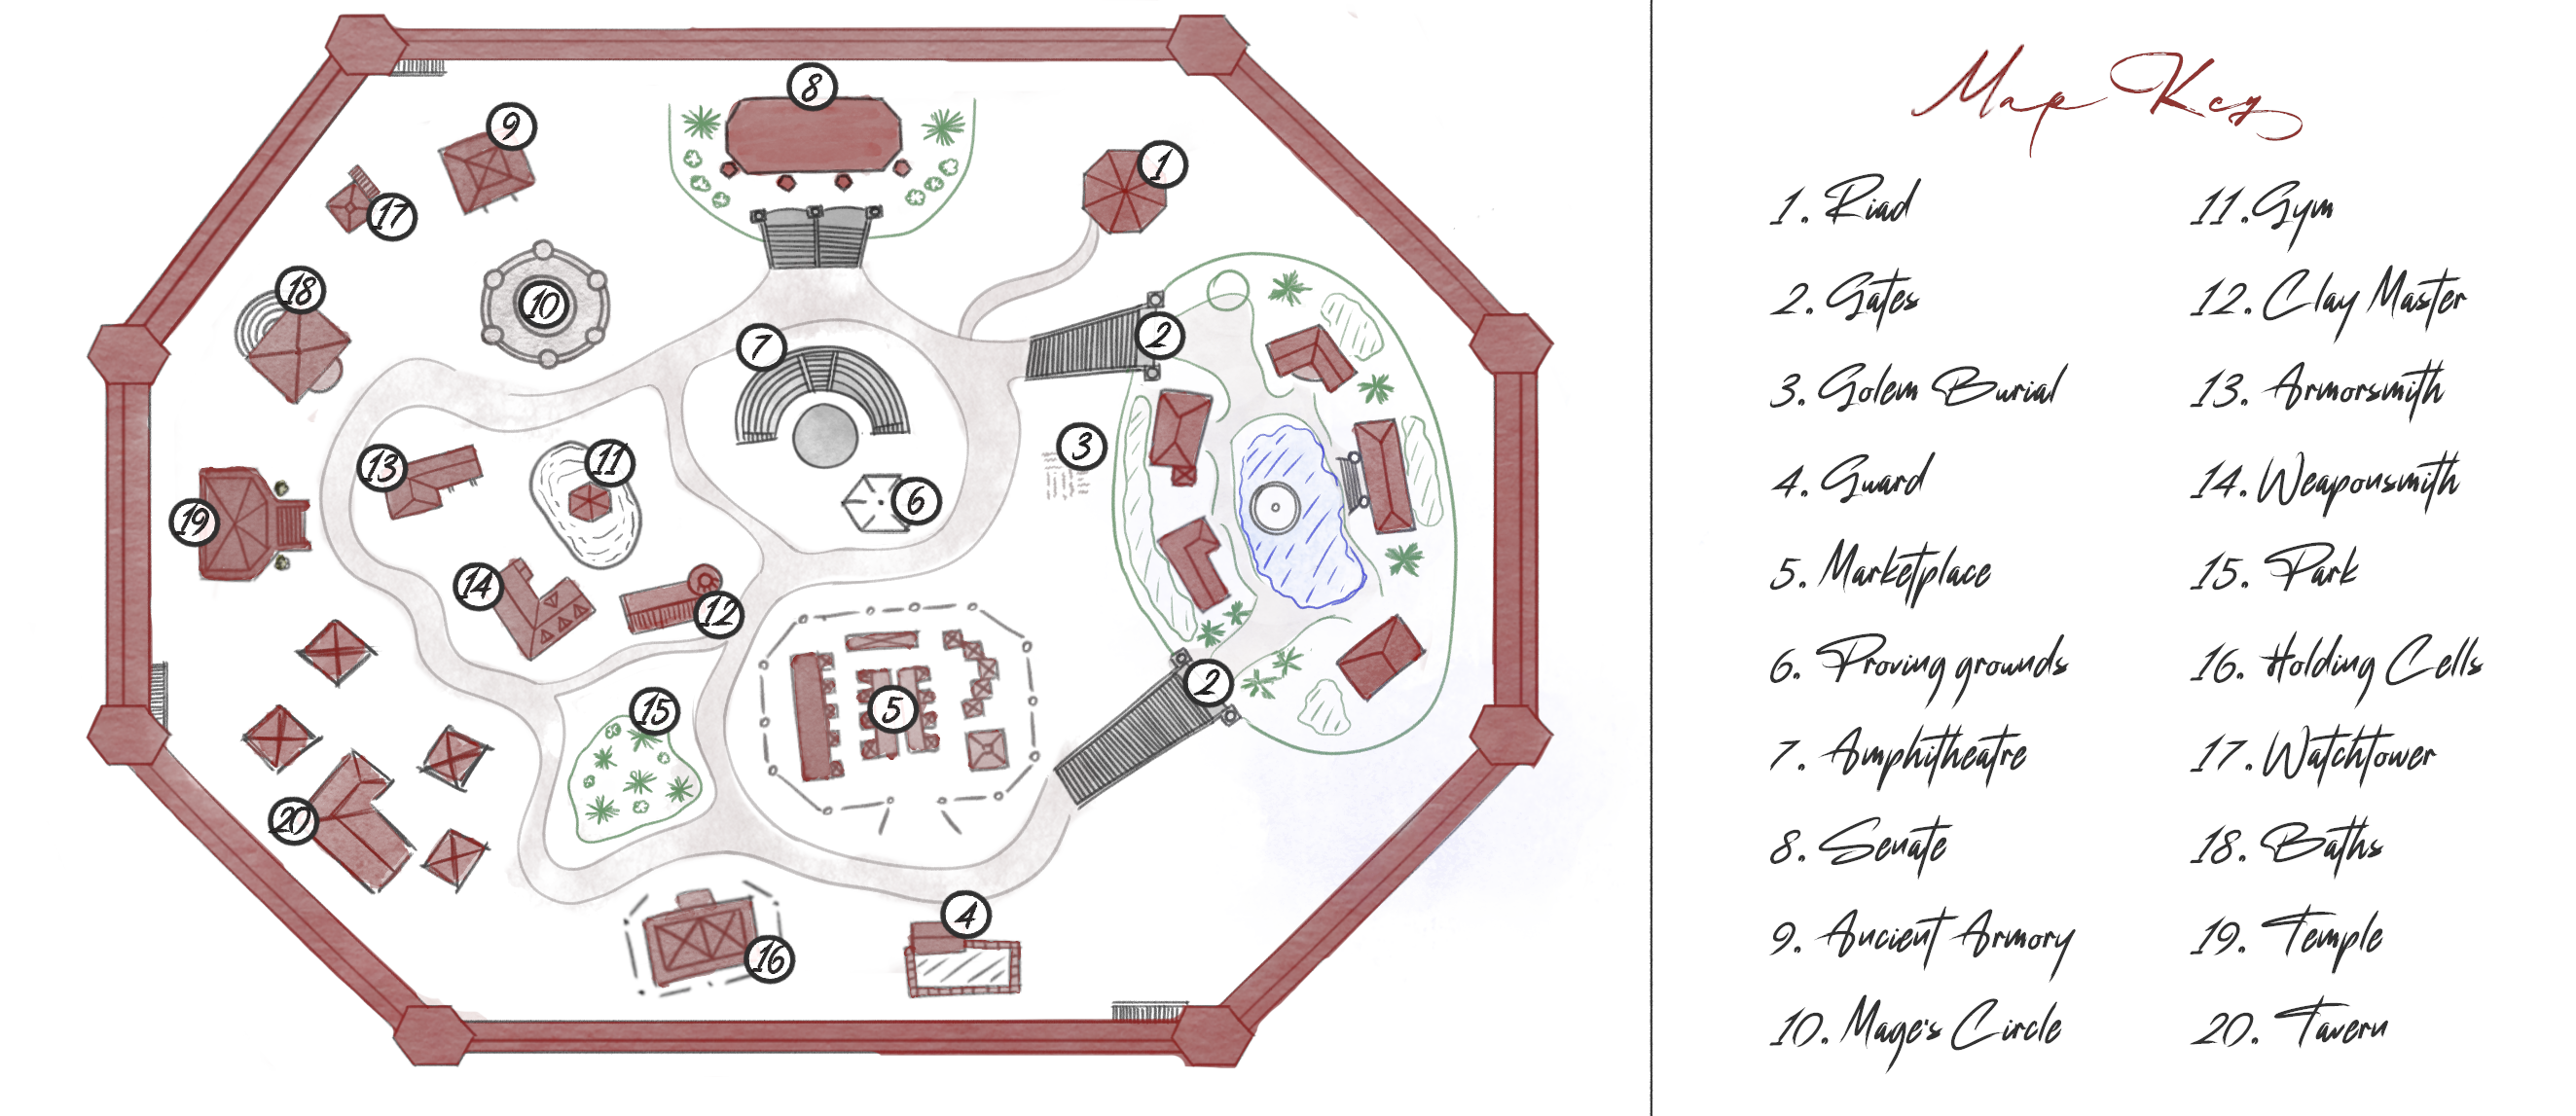 8
9
1
17
18
10
7
2
3
13
11
6
19
14
12
2
15
5
20
4
16
Map Key
1. Riad
2. Gates
3. Golem Burial
4. Guard
5. Marketplace
6. Proving grounds
7. Amphitheatre
8. Senate
9. Ancient Armory
10. Mage's Circle
11. Gym
12. Clay Master
13. Armorsmith
14. Weaponsmith
15. Park
16. Holding Cells
17. Watchtower
18. Baths
19. Temple
20. Tavern